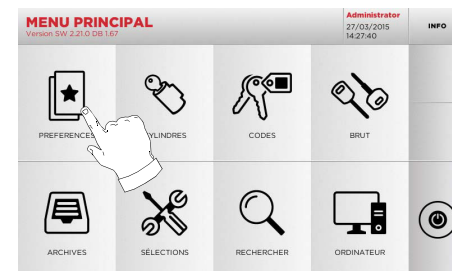 MENU PRINCIPAL
Version SW 2.21.0 DB 1.67
Administrator
27/03/2015
14:27:40
INFO
PREFERENCES
YLINDRES
CODES
BRUT
ARCHIVES
SÉLECTIONS
RECHERCHER
ORDINATEUR